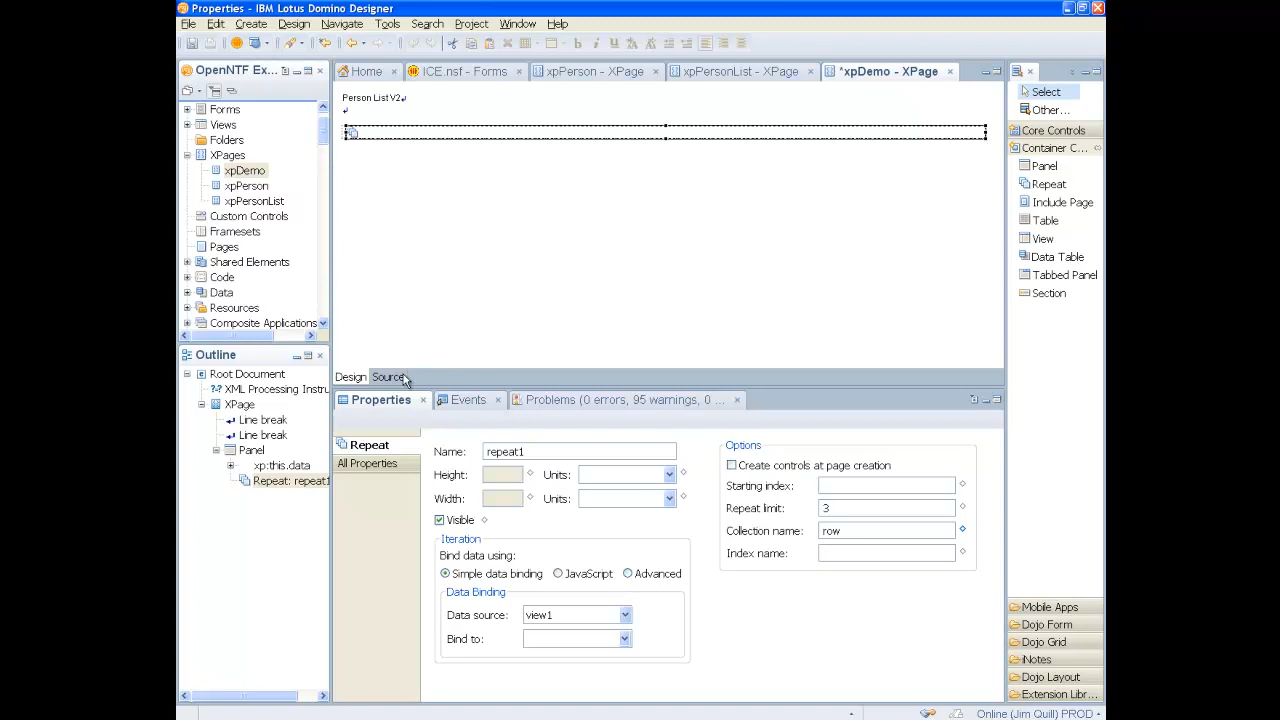 Properties - IBM Lotus Domino Designer
File Edit Create Design Navigate Tools Search Project Window Help
OpenNTF Ex...
Forms
Views
Folders
XPages
xpDemo
xpPerson
xpPersonList
Custom Controls
Framesets
Pages
Shared Elements
Code
Data
Resources
Composite Applications
Outline
Root Document
XML Processing Instru
XPage
Line break
Line break
Panel
xp:this.data
Repeat: repeat1
Home ICE.nsf - Forms xpPerson - XPage xpPersonList - XPage *xpDemo - XPage
Person List V2
Design Source
Properties Events Problems (0 errors, 95 warnings, 0 ...
Repeat
All Properties
Name: repeat1
Height: Units:
Width: Units:
Visible
Iteration
Bind data using:
Simple data binding JavaScript Advanced
Data Binding
Data source: view1
Bind to:
Options
Create controls at page creation
Starting index:
Repeat limit: 3
Collection name: row
Index name:
Select
Other...
Core Controls
Container C...
Panel
Repeat
Include Page
Table
View
Data Table
Tabbed Panel
Section
Mobile Apps
Dojo Form
Dojo Grid
iNotes
Dojo Layout
Extension Libr...
Online (Jim Quill) PROD